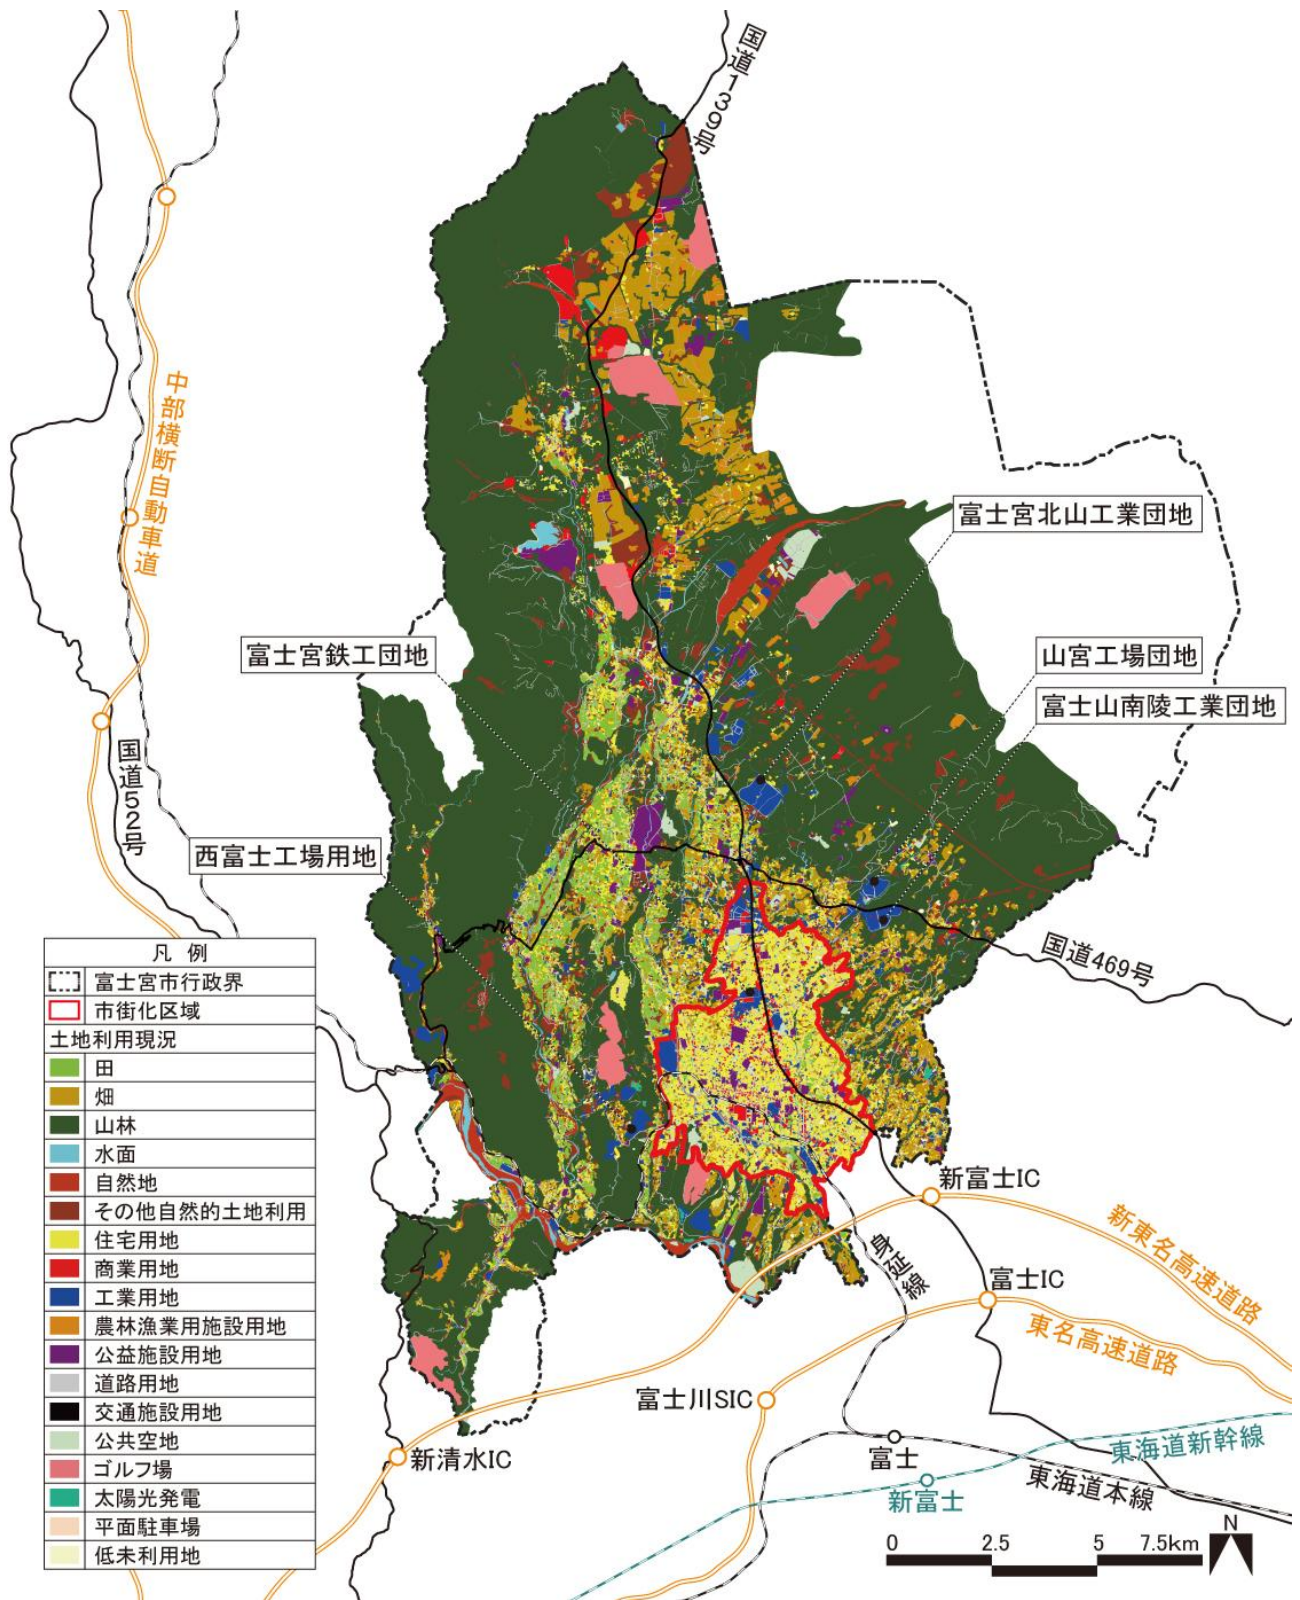 国道139号
中部横断自動車道
富士宮北山工業団地
富士宮鉄工団地
山宮工場団地
富士山南陵工業団地
国道52号
西富士工場用地
国道469号
凡 例
富士宮市行政界
市街化区域
土地利用現況
田
畑
山林
水面
自然地
その他自然的土地利用
住宅用地
商業用地
工業用地
農林漁業用施設用地
公益施設用地
道路用地
交通施設用地
公共空地
ゴルフ場
太陽光発電
平面駐車場
低未利用地
新富士IC
新東名高速道路
身延線
富士IC
東名高速道路
富士川SIC
新清水IC
富士
東海道新幹線
新富士
東海道本線
0 2.5 5 7.5km
N